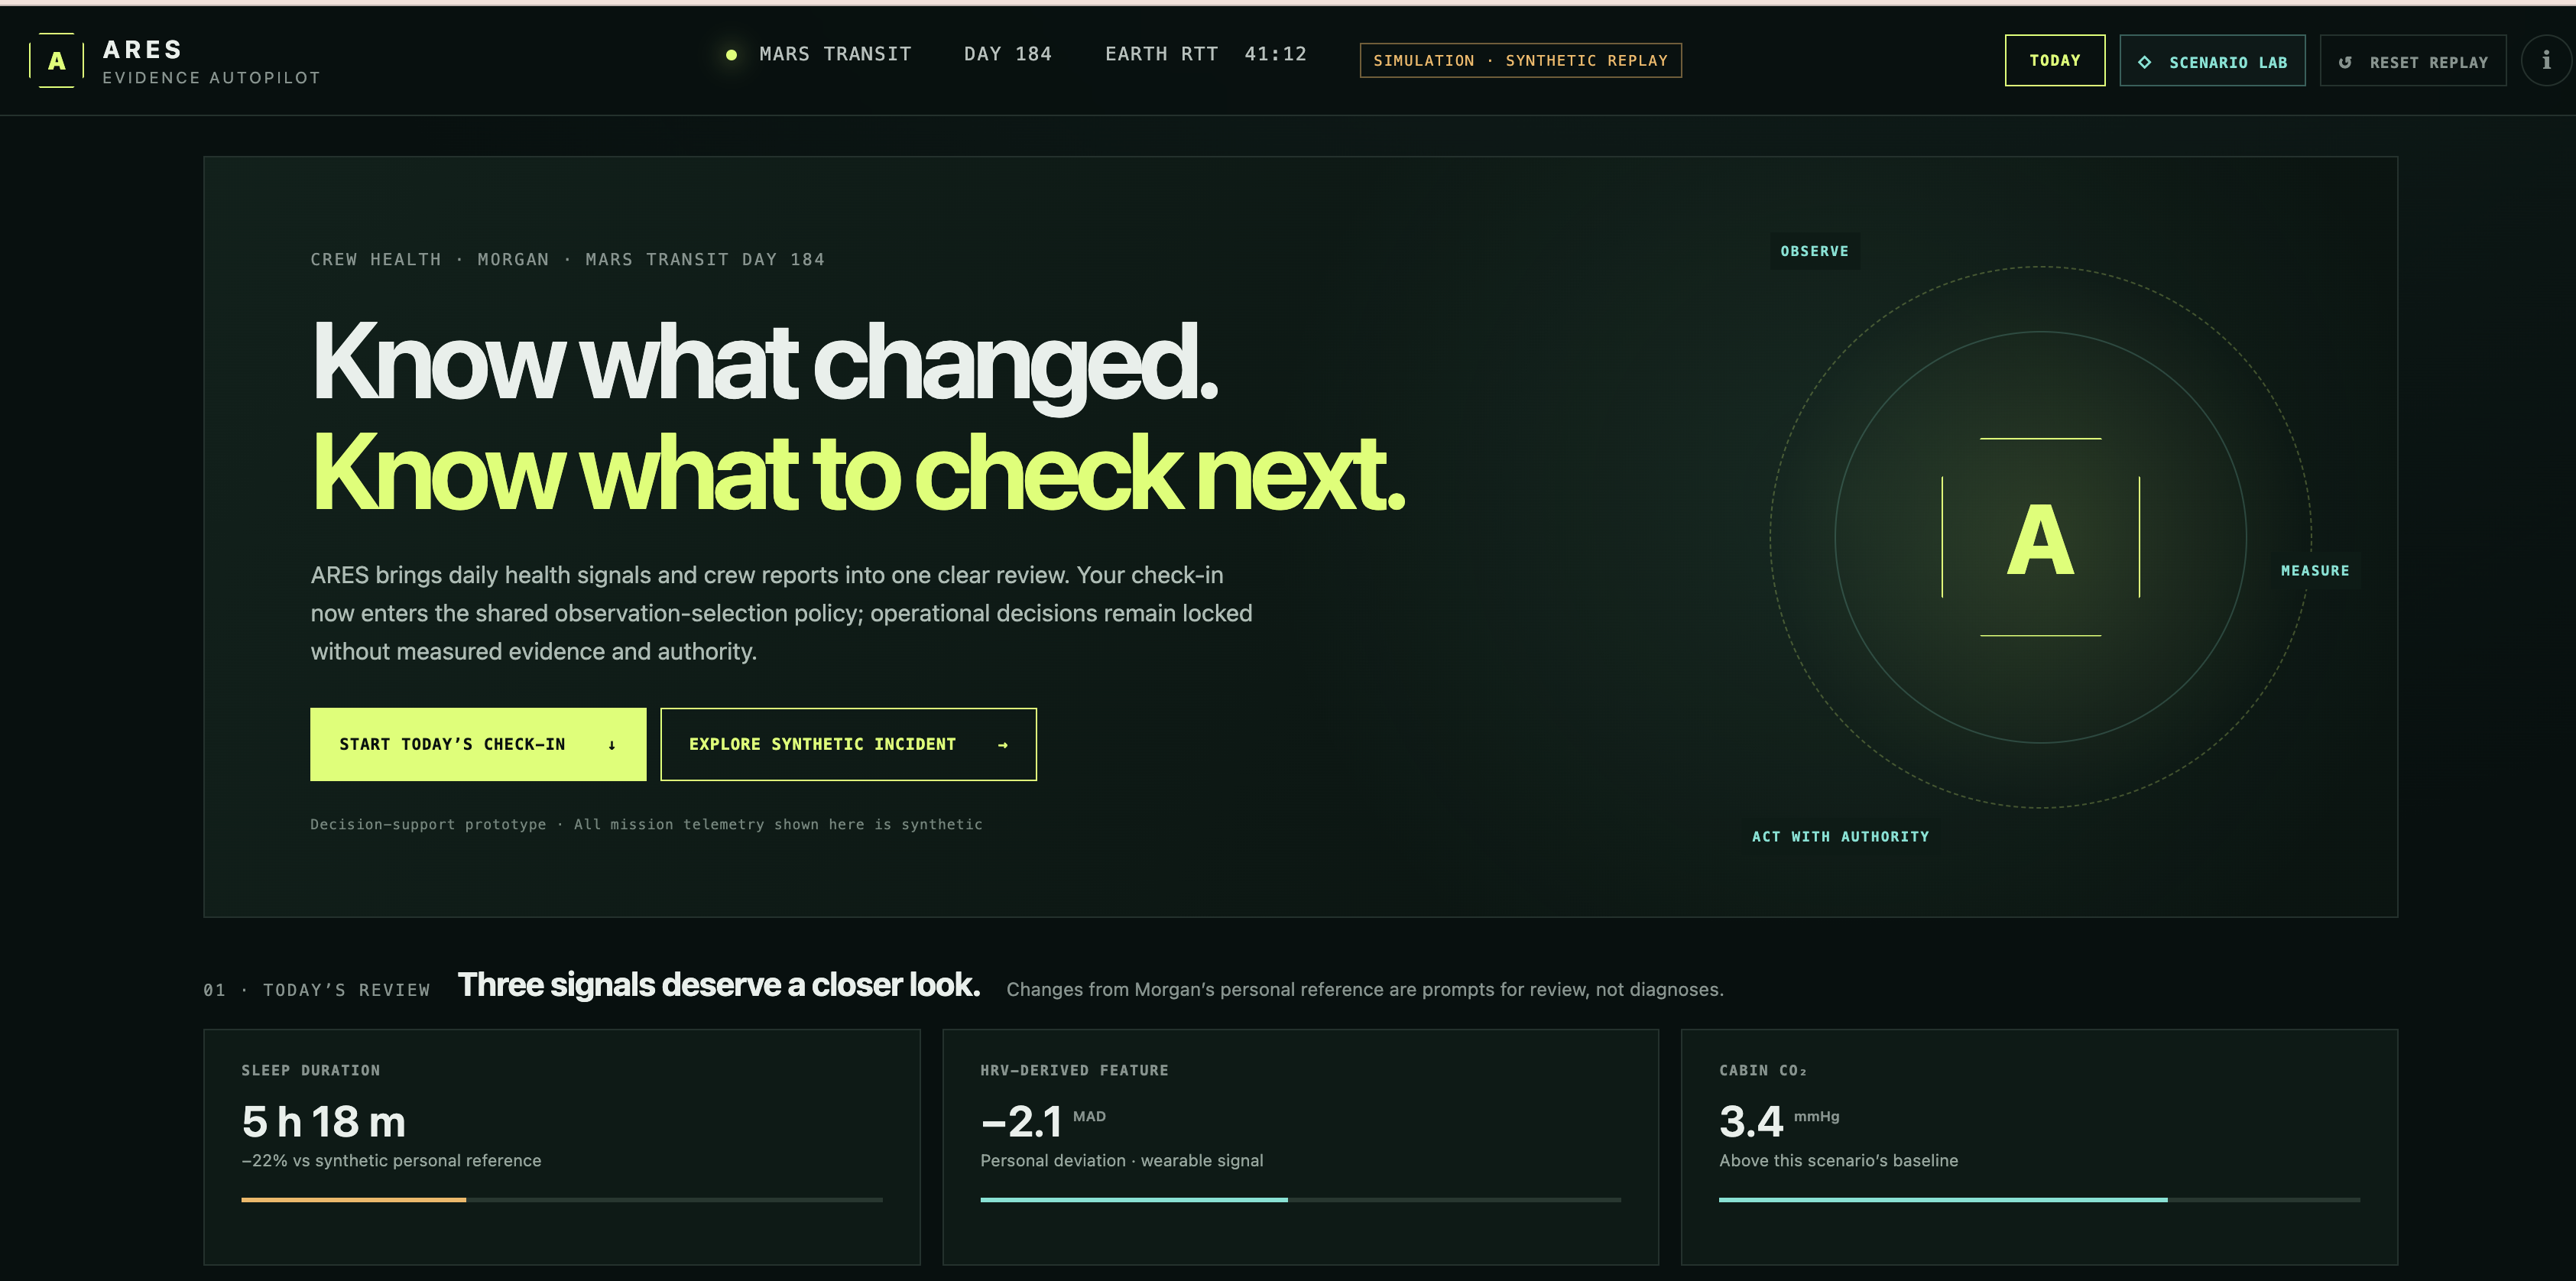 A
ARES
EVIDENCE AUTOPILOT
MARS TRANSIT
DAY 184
EARTH RTT 41:12
SIMULATION · SYNTHETIC REPLAY
TODAY
◇ SCENARIO LAB
↺ RESET REPLAY
i
CREW HEALTH · MORGAN · MARS TRANSIT DAY 184
Know what changed.
Know what to check next.
ARES brings daily health signals and crew reports into one clear review. Your check-in
now enters the shared observation-selection policy; operational decisions remain locked
without measured evidence and authority.
START TODAY’S CHECK-IN ↓
EXPLORE SYNTHETIC INCIDENT →
Decision-support prototype · All mission telemetry shown here is synthetic
OBSERVE
A
MEASURE
ACT WITH AUTHORITY
01 · TODAY’S REVIEW
Three signals deserve a closer look.
Changes from Morgan’s personal reference are prompts for review, not diagnoses.
SLEEP DURATION
5 h 18 m
−22% vs synthetic personal reference
HRV-DERIVED FEATURE
−2.1 MAD
Personal deviation · wearable signal
CABIN CO₂
3.4 mmHg
Above this scenario’s baseline